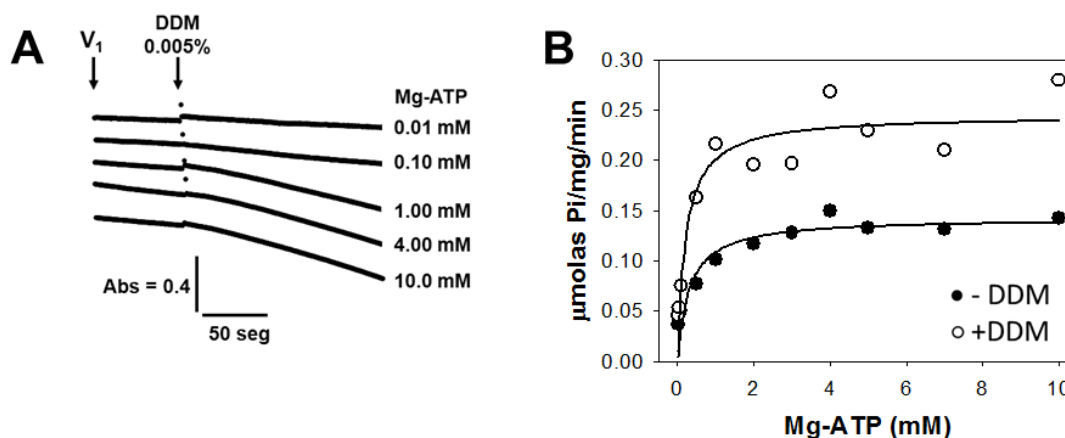 A
V1
DDM
0.005%
Mg-ATP
0.01 mM
0.10 mM
1.00 mM
4.00 mM
10.0 mM
Abs = 0.4
50 seg
B
µmolas Pi/mg/min
0.30
0.25
0.20
0.15
0.10
0.05
0.00
- DDM
+DDM
0 2 4 6 8 10
Mg-ATP (mM)